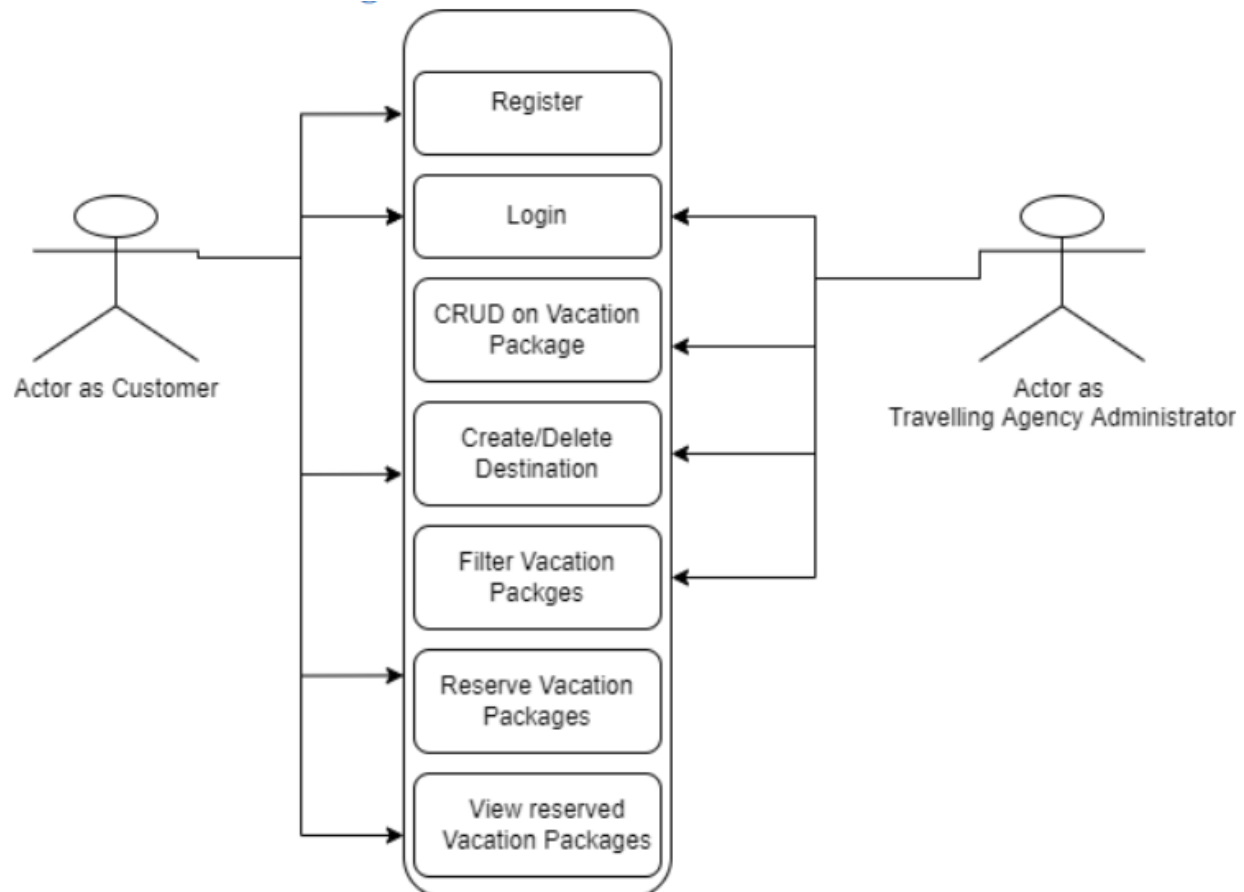 Register
Login
CRUD on Vacation
Package
Create/Delete
Destination
Filter Vacation
Packges
Reserve Vacation
Packages
View reserved
Vacation Packages
Actor as Customer
Actor as
Travelling Agency Administrator